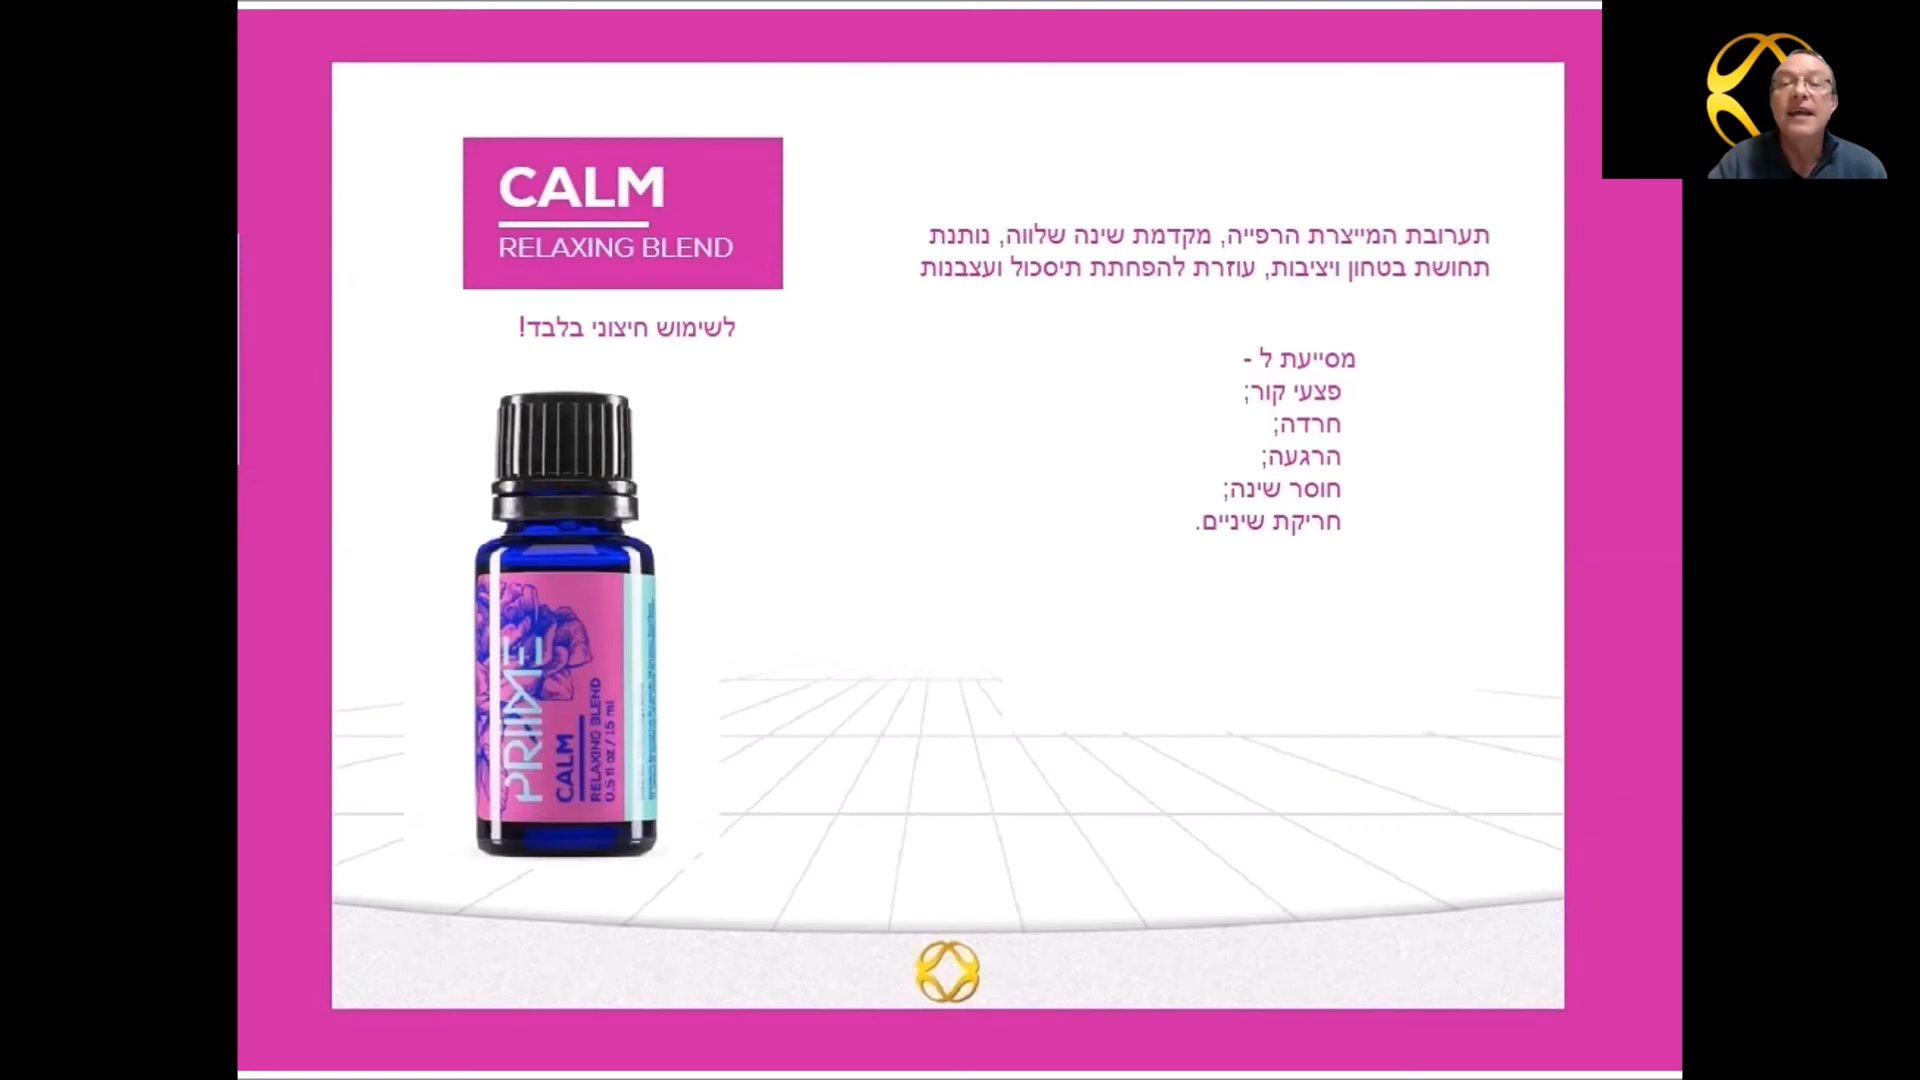 CALM
RELAXING BLEND
לשימוש חיצוני בלבד!
תערובת המייצרת הרפייה, מקדמת שינה שלווה, נותנת
תחושת בטחון ויציבות, עוזרת להפחתת תיסכול ועצבנות
מסייעת ל -
פצעי קור;
חרדה;
הרגעה;
חוסר שינה;
חריקת שיניים.
PRIIME
CALM
RELAXING BLEND
0.5 fl oz / 15 ml